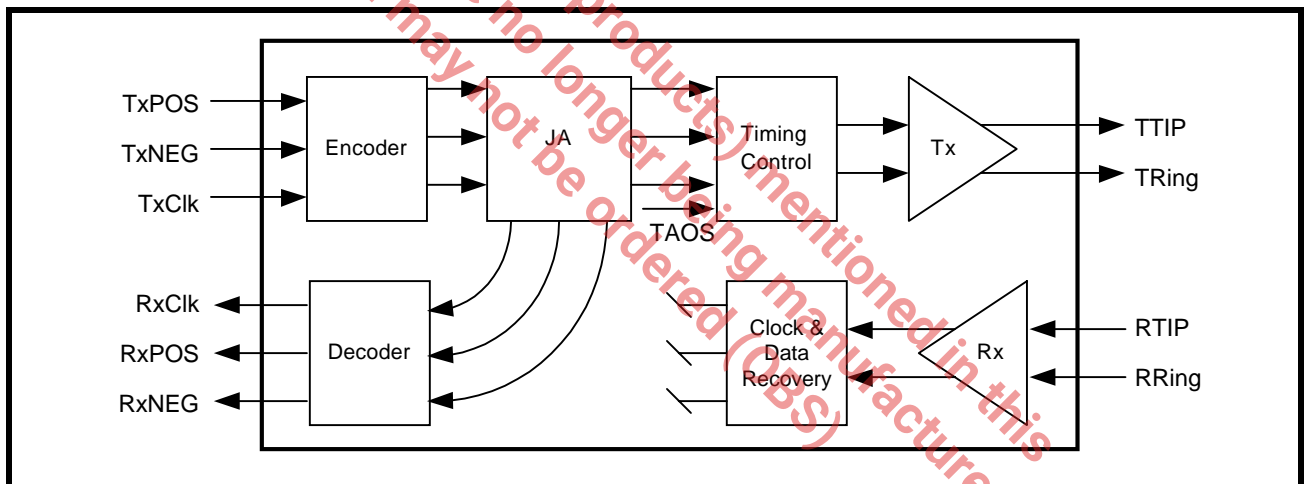 TxPOS
TxNEG
TxClk
Encoder
JA
Timing
Control
TAOS
Tx
TTIP
TRing
RxClk
RxPOS
RxNEG
Decoder
Clock &
Data
Recovery
Rx
RTIP
RRing
products) mentioned in this
no longer being manufacture
may not be ordered (OBS)